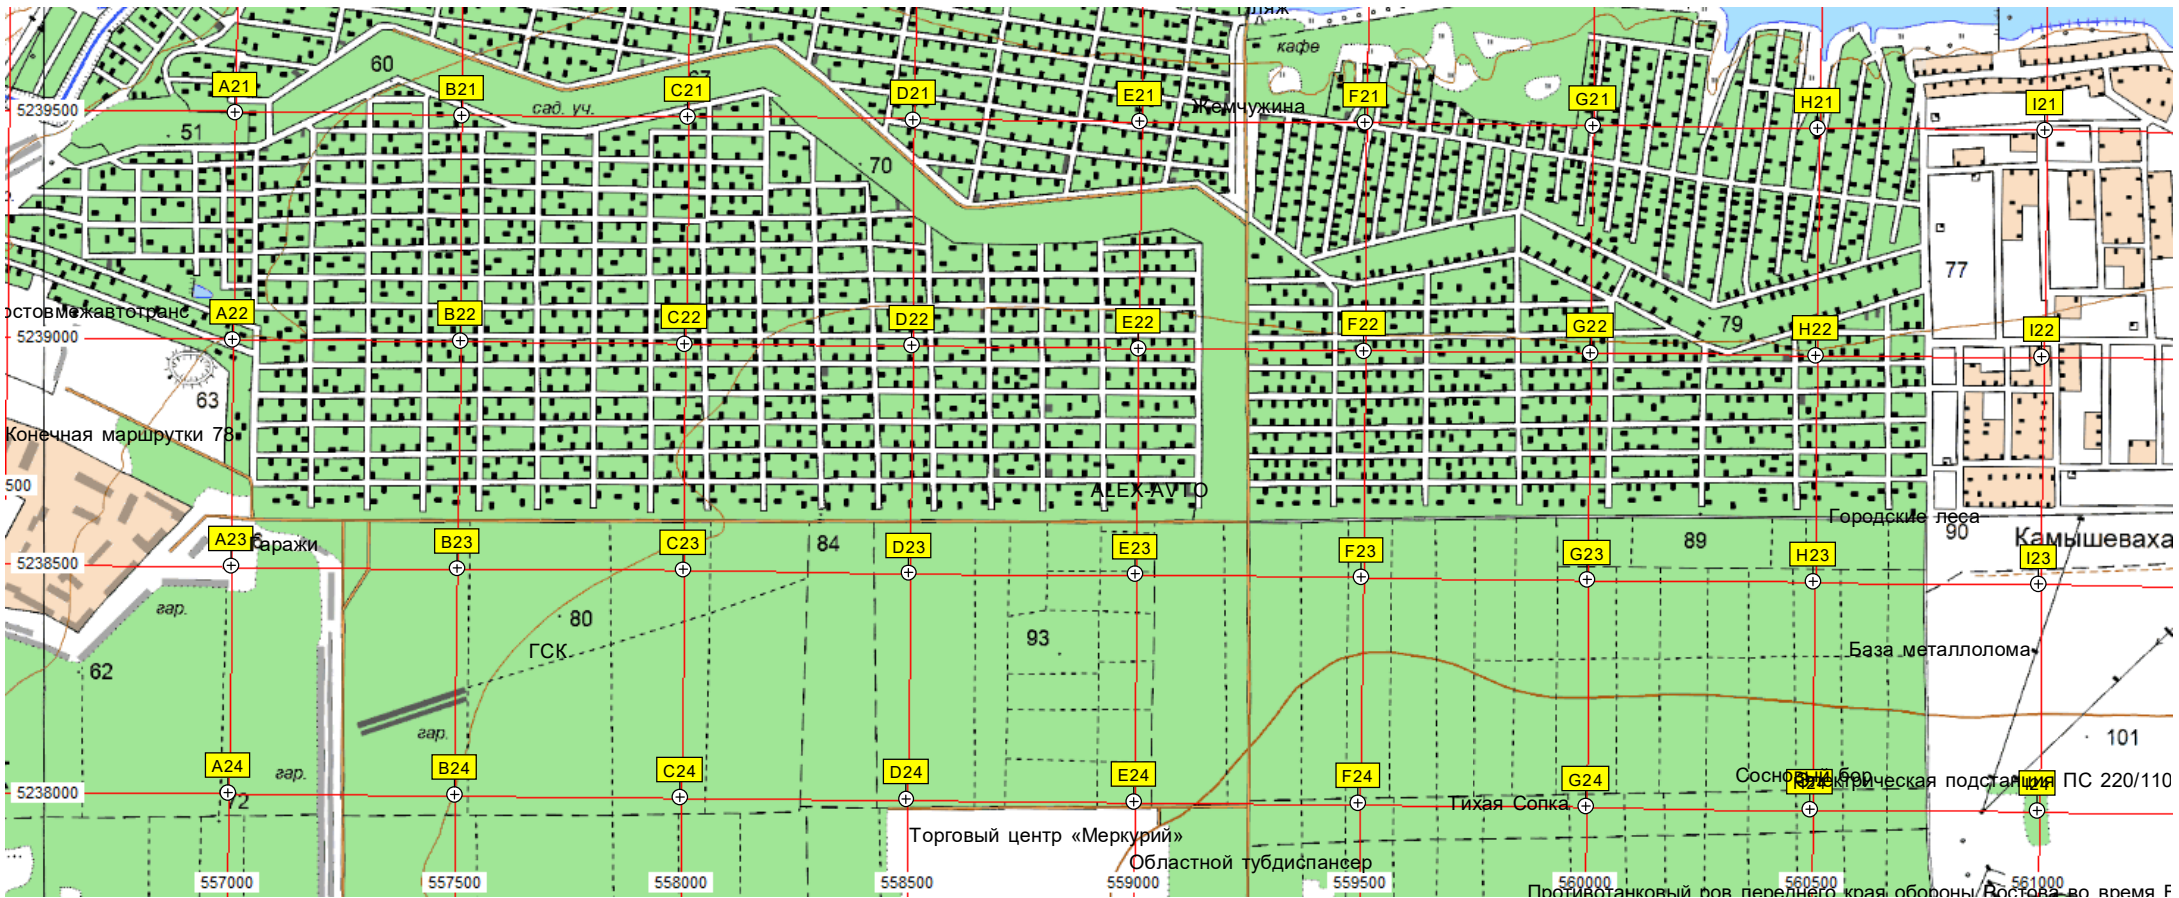 пляж
кафе
60
67
A21
B21
C21
D21
E21
F21
G21
H21
I21
5239500
сад. уч.
Жемчужина
51
70
77
остовмежавтотранс
A22
B22
C22
D22
E22
F22
G22
H22
I22
79
5239000
63
Конечная маршрутки 78
500
ALEX-AVTO
Городские леса
90
Камышеваха
A23
Гаражи
B23
C23
84
D23
E23
F23
G23
89
H23
I23
5238500
гар.
80
93
ГСК
База металлолома
62
гар.
101
A24
гар.
B24
C24
D24
E24
F24
G24
Сосновый бор
H24
Электрическая подстанция ПС 220/110
I24
5238000
72
Тихая Сопка
Торговый центр «Меркурий»
Областной тубдиспансер
557000
557500
558000
558500
559000
559500
560000
560500
561000
Противотанковый ров переднего края обороны Ростова во время